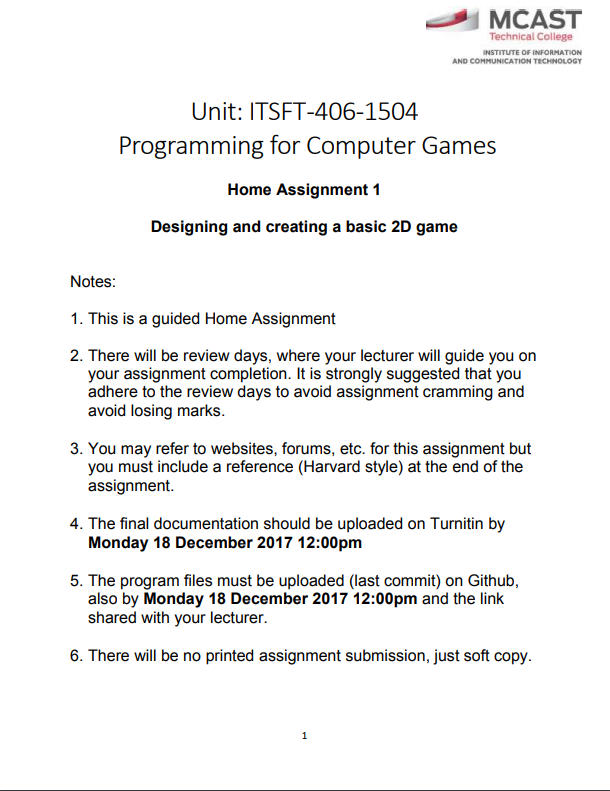 MCAST
Technical College
INSTITUTE OF INFORMATION
AND COMMUNICATION TECHNOLOGY
Unit: ITSFT-406-1504
Programming for Computer Games
Home Assignment 1
Designing and creating a basic 2D game
Notes:
1. This is a guided Home Assignment
2. There will be review days, where your lecturer will guide you on
your assignment completion. It is strongly suggested that you
adhere to the review days to avoid assignment cramming and
avoid losing marks.
3. You may refer to websites, forums, etc. for this assignment but
you must include a reference (Harvard style) at the end of the
assignment.
4. The final documentation should be uploaded on Turnitin by
Monday 18 December 2017 12:00pm
5. The program files must be uploaded (last commit) on Github,
also by Monday 18 December 2017 12:00pm and the link
shared with your lecturer.
6. There will be no printed assignment submission, just soft copy.
1